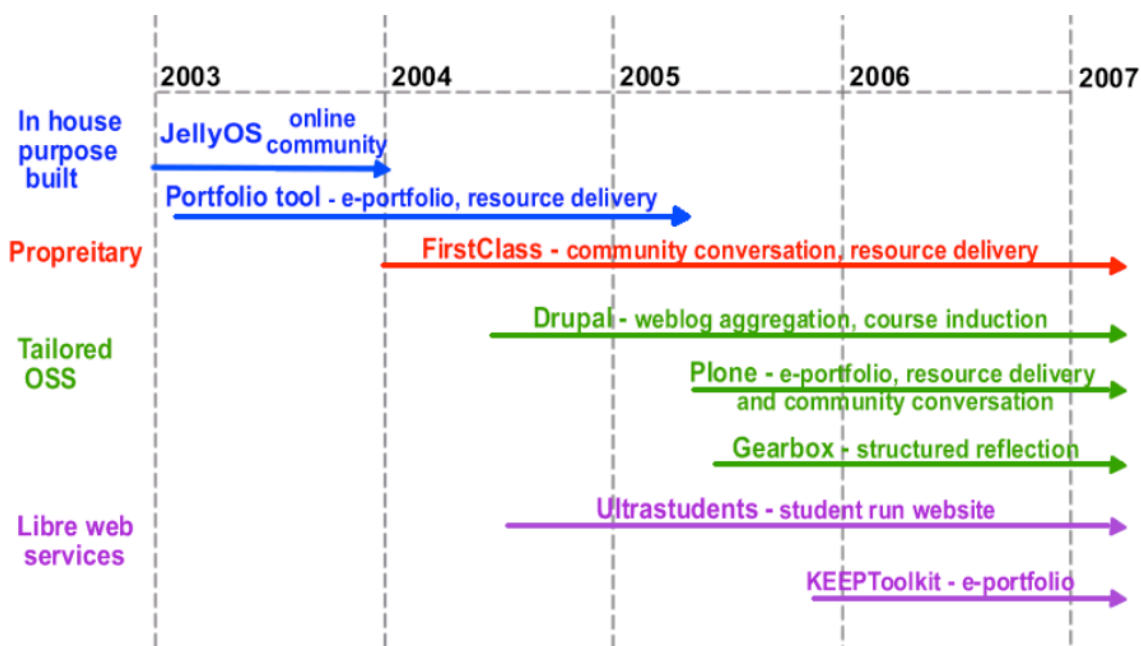 2003 2004 2005 2006 2007
In house
purpose
built
JellyOS online
community
Portfolio tool - e-portfolio, resource delivery
Propreitary
FirstClass - community conversation, resource delivery
Drupal - weblog aggregation, course induction
Tailored
OSS
Plone - e-portfolio, resource delivery
and community conversation
Gearbox - structured reflection
Ultrastudents - student run website
Libre web
services
KEEPToolkit - e-portfolio